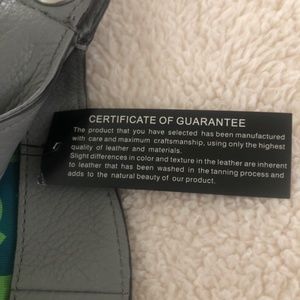 CERTIFICATE OF GUARANTEE
The product that you have selected has been manufactured
with care and maximum craftsmanship, using only the highest
quality of leather and materials.
Slight differences in color and texture in the leather are inherent
to leather that has been washed in the tanning process and
adds to the natural beauty of our product.